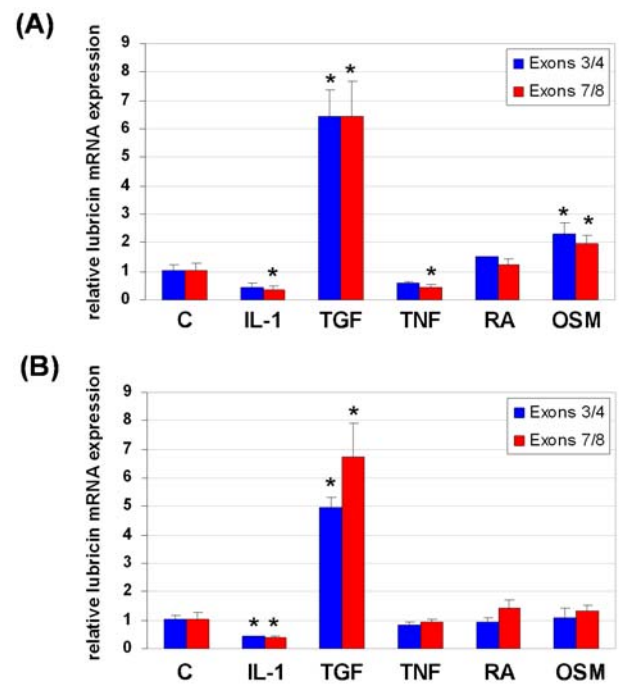 (A)
relative lubricin mRNA expression
9
8
7
6
5
4
3
2
1
0
Exons 3/4
Exons 7/8
* *
*
*
* *
C IL-1 TGF TNF RA OSM
(B)
relative lubricin mRNA expression
9
8
7
6
5
4
3
2
1
0
Exons 3/4
Exons 7/8
*
*
* *
C IL-1 TGF TNF RA OSM